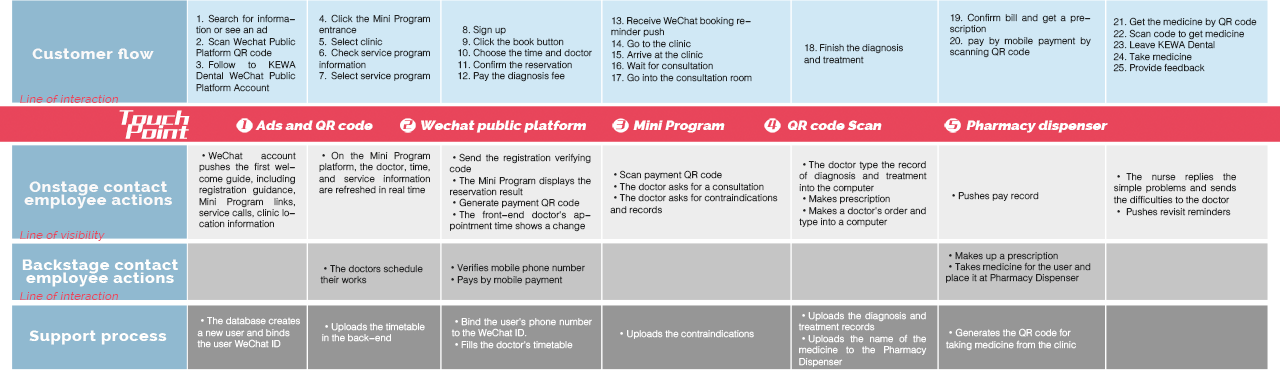 Customer flow
Line of interaction
1. Search for informa-
tion or see an ad
2. Scan Wechat Public
Platform QR code
3. Follow to KEWA
Dental WeChat Public
Platform Account
4. Click the Mini Program
entrance
5. Select clinic
6. Check service program
information
7. Select service program
8. Sign up
9. Click the book button
10. Choose the time and doctor
11. Confirm the reservation
12. Pay the diagnosis fee
13. Receive WeChat booking re-
minder push
14. Go to the clinic
15. Arrive at the clinic
16. Wait for consultation
17. Go into the consultation room
18. Finish the diagnosis
and treatment
19. Confirm bill and get a pre-
scription
20. pay by mobile payment by
scanning QR code
21. Get the medicine by QR code
22. Scan code to get medicine
23. Leave KEWA Dental
24. Take medicine
25. Provide feedback
Touch
Point
1 Ads and QR code
2 Wechat public platform
3 Mini Program
4 QR code Scan
5 Pharmacy dispenser
Onstage contact
employee actions
Line of visibility
• WeChat account
pushes the first wel-
come guide, including
registration guidance,
Mini Program links,
service calls, clinic lo-
cation information
• On the Mini Program
platform, the doctor, time,
and service information
are refreshed in real time
• Send the registration verifying
code
• The Mini Program displays the
reservation result
• Generate payment QR code
• The front-end doctor's ap-
pointment time shows a change
• Scan payment QR code
• The doctor asks for a consultation
• The doctor asks for contraindications
and records
• The doctor type the record
of diagnosis and treatment
into the computer
• Makes prescription
• Makes a doctor's order and
type into a computer
• Pushes pay record
• The nurse replies the
simple problems and sends
the difficulties to the doctor
• Pushes revisit reminders
Backstage contact
employee actions
Line of interaction
• The doctors schedule
their works
• Verifies mobile phone number
• Pays by mobile payment
• Makes up a prescription
• Takes medicine for the user and
place it at Pharmacy Dispenser
Support process
• The database creates
a new user and binds
the user WeChat ID
• Uploads the timetable
in the back-end
• Bind the user's phone number
to the WeChat ID.
• Fills the doctor's timetable
• Uploads the contraindications
• Uploads the diagnosis and
treatment records
• Uploads the name of the
medicine to the Pharmacy
Dispenser
• Generates the QR code for
taking medicine from the clinic